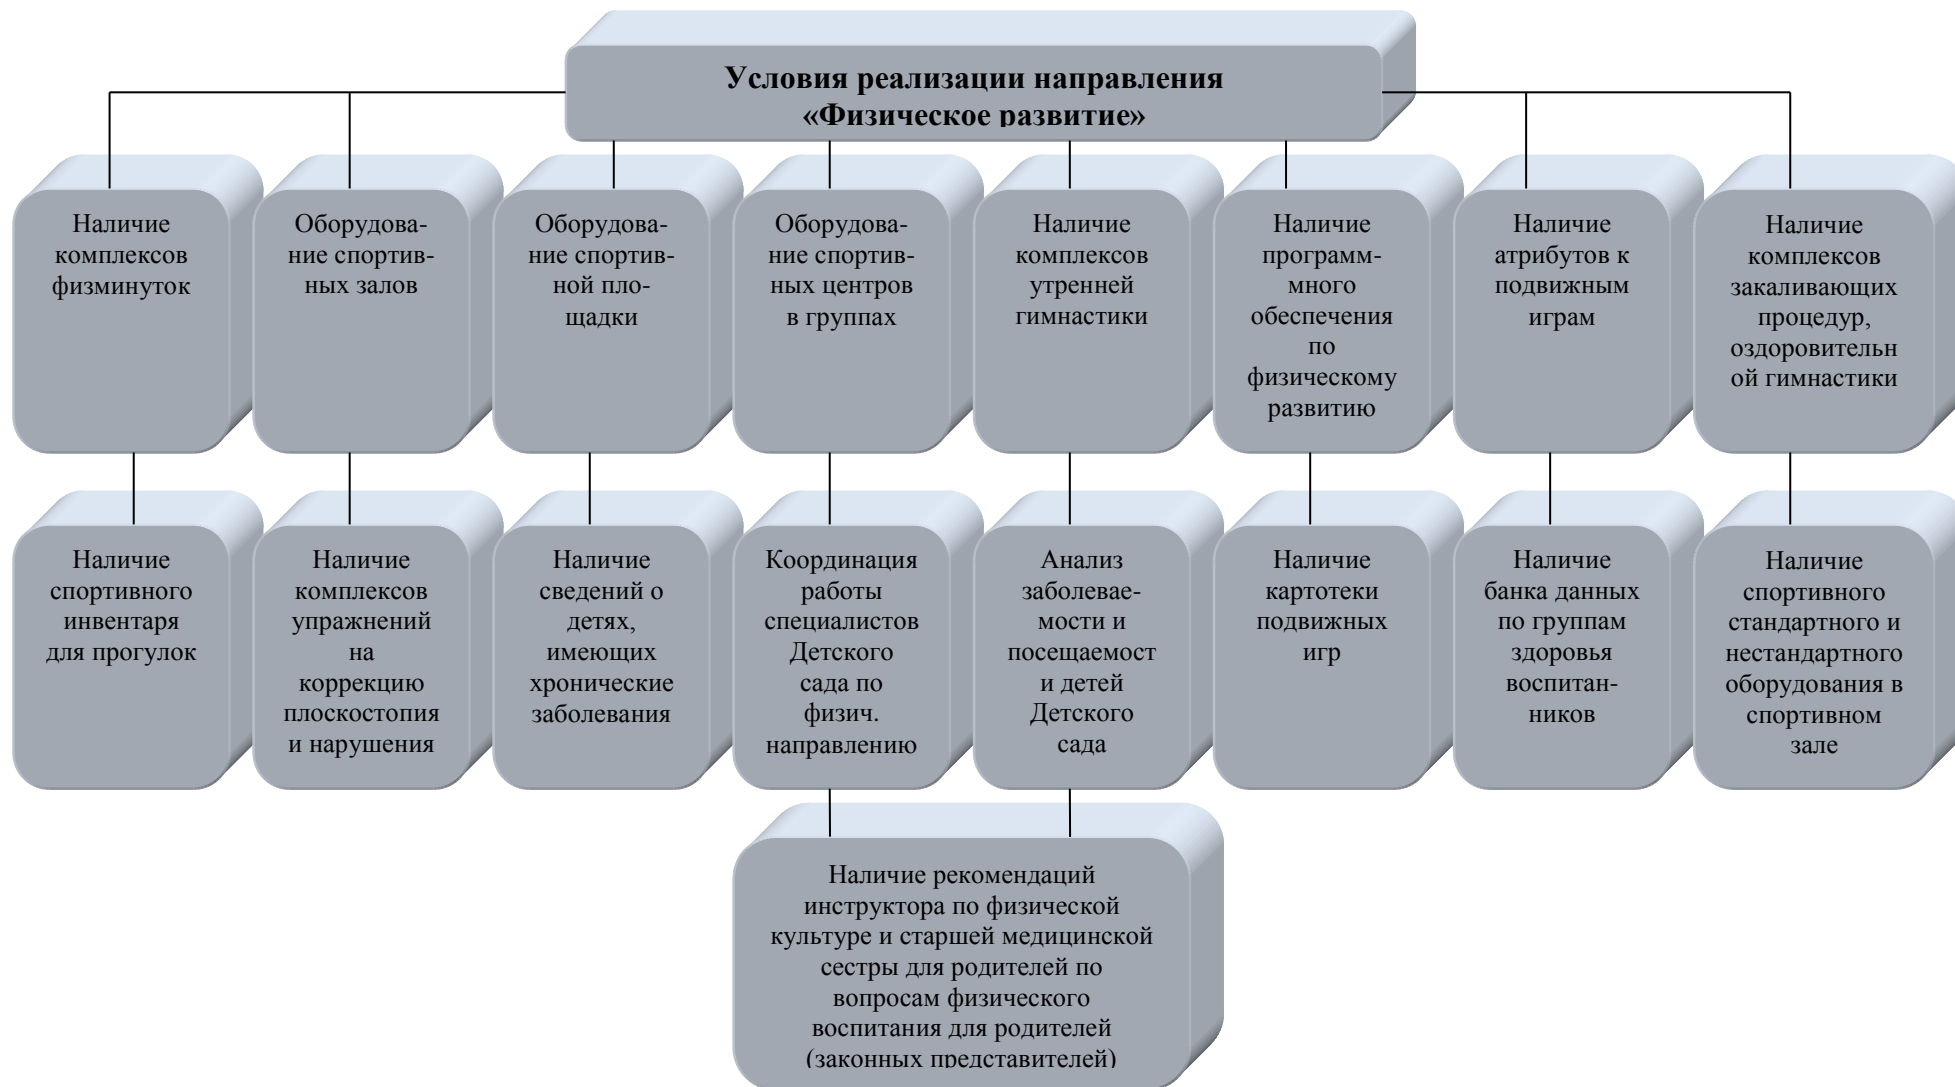 Условия реализации направления
«Физическое развитие»
Наличие
комплексов
физминуток
Оборудова-
ние спортив-
ных залов
Оборудова-
ние спортив-
ной пло-
щадки
Оборудова-
ние спортив-
ных центров
в группах
Наличие
комплексов
утренней
гимнастики
Наличие
программ-
много
обеспечения
по
физическому
развитию
Наличие
атрибутов к
подвижным
играм
Наличие
комплексов
закаливающих
процедур,
оздоровительн
ой гимнастики
Наличие
спортивного
инвентаря
для прогулок
Наличие
комплексов
упражнений
на
коррекцию
плоскостопия
и нарушения
Наличие
сведений о
детях,
имеющих
хронические
заболевания
Координация
работы
специалистов
Детского
сада по
физич.
направлению
Анализ
заболевае-
мости и
посещаемост
и детей
Детского
сада
Наличие
картотеки
подвижных
игр
Наличие
банка данных
по группам
здоровья
воспитан-
ников
Наличие
спортивного
стандартного и
нестандартного
оборудования в
спортивном
зале
Наличие рекомендаций
инструктора по физической
культуре и старшей медицинской
сестры для родителей по
вопросам физического
воспитания для родителей
(законных представителей)